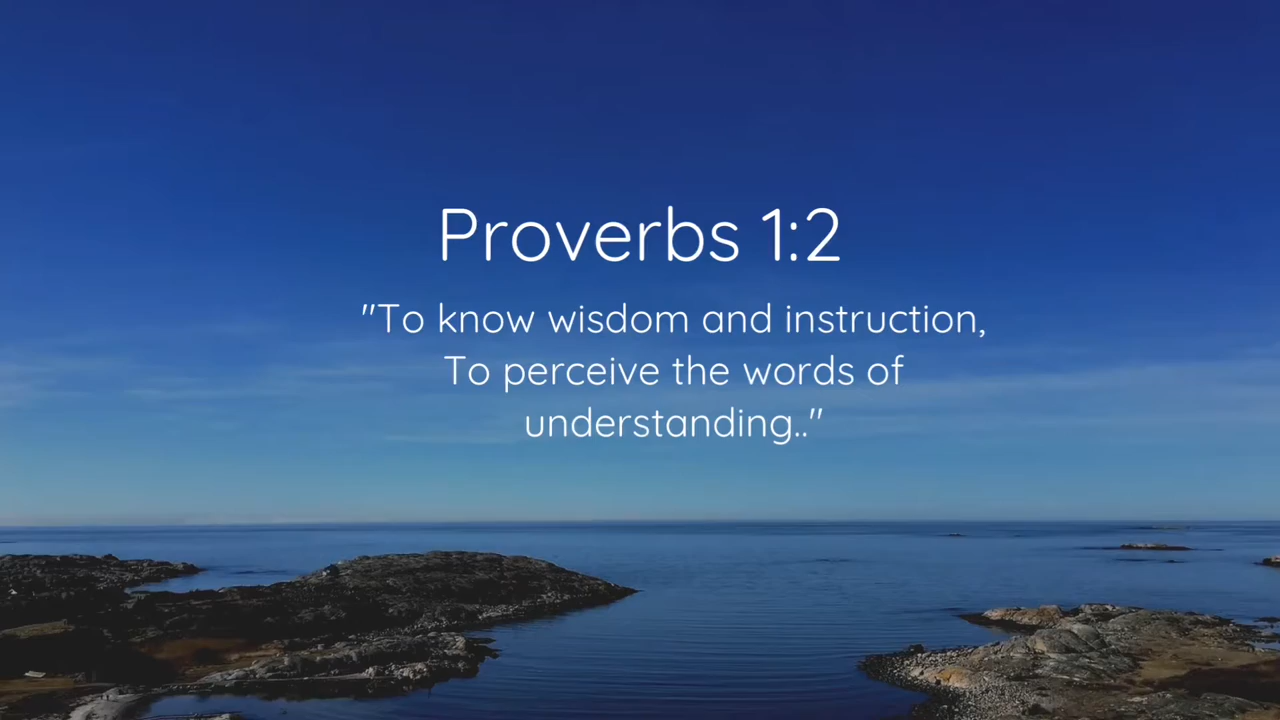 Proverbs 1:2
"To know wisdom and instruction,
To perceive the words of
understanding.."